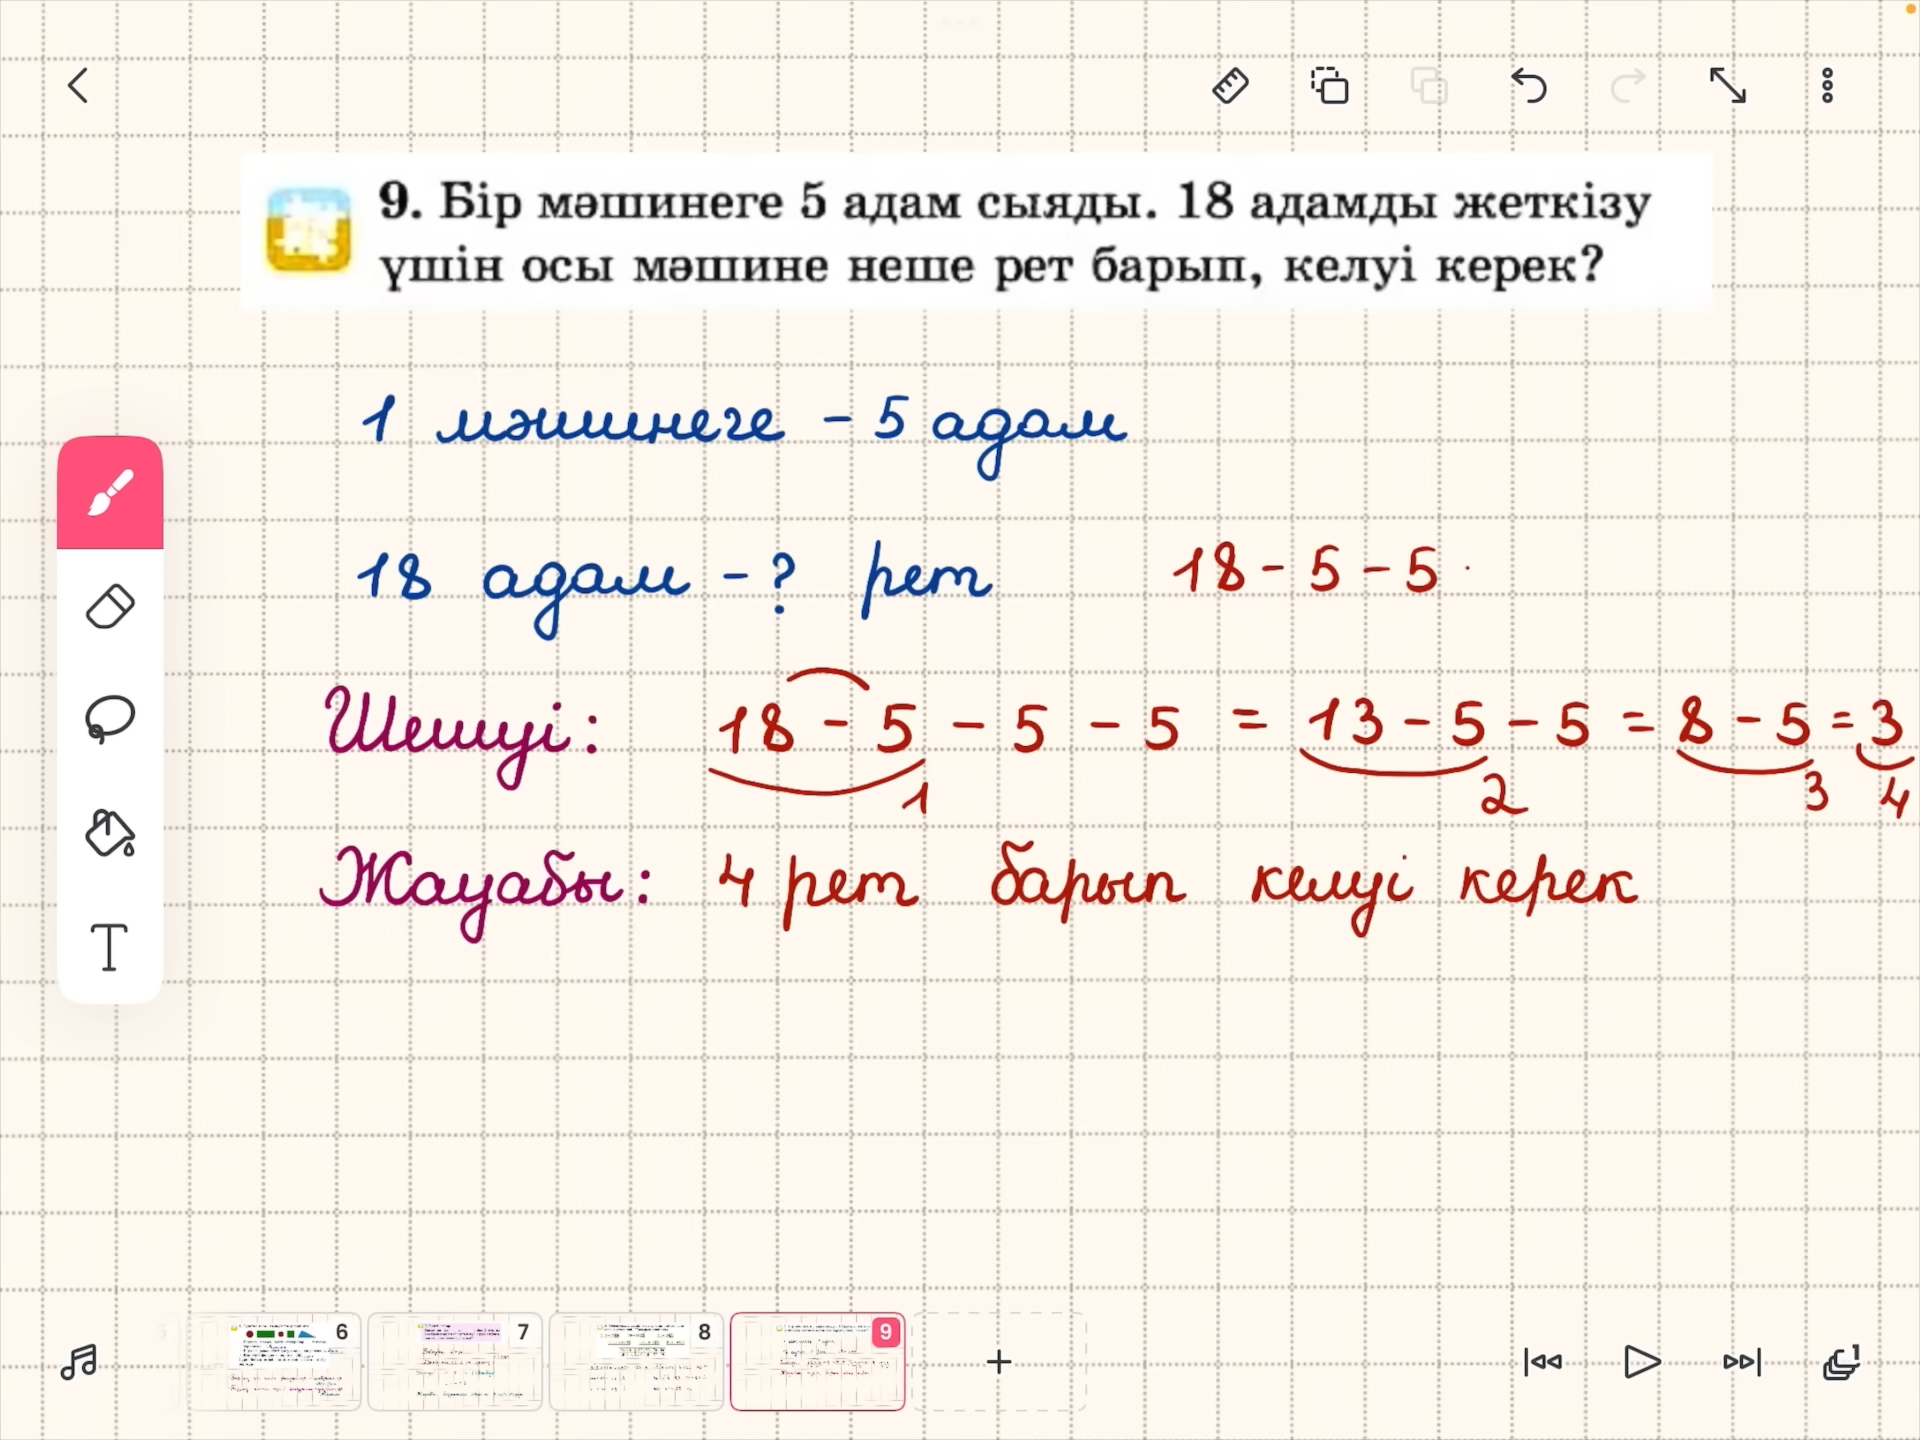 9. Бір мәшинеге 5 адам сыяды. 18 адамды жеткізу
үшін осы мәшине неше рет барып, келуі керек?
1 мәшинеге - 5 адам
18 адам - ? рет 18 - 5 - 5
Шешуі: 18 - 5 - 5 - 5 = 13 - 5 - 5 = 8 - 5 = 3
1 2 3 4
Жауабы: 4 рет барып келуі керек
T
5 6 7 8 9
1